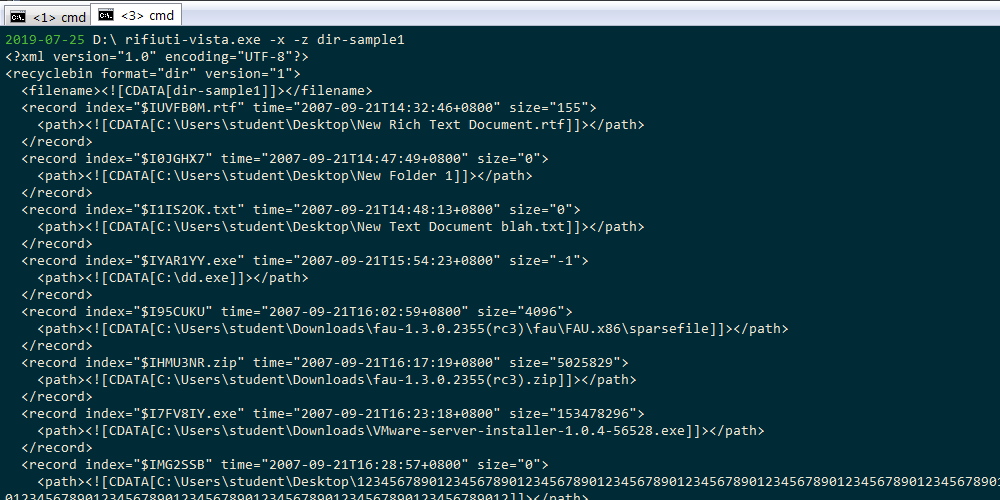 <1> cmd
<3> cmd
2019-07-25 D:\ rifiuti-vista.exe -x -z dir-sample1
<?xml version="1.0" encoding="UTF-8"?>
<recyclebin format="dir" version="1">
  <filename><![CDATA[dir-sample1]]></filename>
  <record index="$IUVFB0M.rtf" time="2007-09-21T14:32:46+0800" size="155">
    <path><![CDATA[C:\Users\student\Desktop\New Rich Text Document.rtf]]></path>
  </record>
  <record index="$I0JGHX7" time="2007-09-21T14:47:49+0800" size="0">
    <path><![CDATA[C:\Users\student\Desktop\New Folder 1]]></path>
  </record>
  <record index="$I1IS2OK.txt" time="2007-09-21T14:48:13+0800" size="0">
    <path><![CDATA[C:\Users\student\Desktop\New Text Document blah.txt]]></path>
  </record>
  <record index="$IYAR1YY.exe" time="2007-09-21T15:54:23+0800" size="-1">
    <path><![CDATA[C:\dd.exe]]></path>
  </record>
  <record index="$I95CUKU" time="2007-09-21T16:02:59+0800" size="4096">
    <path><![CDATA[C:\Users\student\Downloads\fau-1.3.0.2355(rc3)\fau\FAU.x86\sparsefile]]></path>
  </record>
  <record index="$IHMU3NR.zip" time="2007-09-21T16:17:19+0800" size="5025829">
    <path><![CDATA[C:\Users\student\Downloads\fau-1.3.0.2355(rc3).zip]]></path>
  </record>
  <record index="$I7FV8IY.exe" time="2007-09-21T16:23:18+0800" size="153478296">
    <path><![CDATA[C:\Users\student\Downloads\VMware-server-installer-1.0.4-56528.exe]]></path>
  </record>
  <record index="$IMG2SSB" time="2007-09-21T16:28:57+0800" size="0">
    <path><![CDATA[C:\Users\student\Desktop\1234567890123456789012345678901234567890123456789012345678901234567890
012345678901234567890123456789012345678901234567890123456789012]]></path>